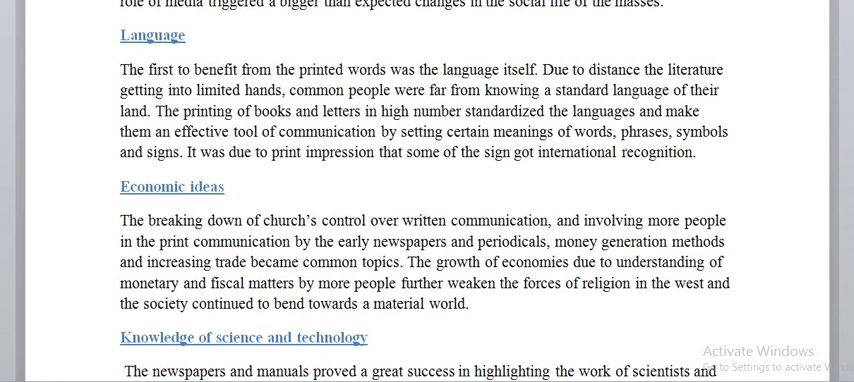 role of media triggered a bigger than expected changes in the social life of the masses.
Language
The first to benefit from the printed words was the language itself. Due to distance the literature
getting into limited hands, common people were far from knowing a standard language of their
land. The printing of books and letters in high number standardized the languages and make
them an effective tool of communication by setting certain meanings of words, phrases, symbols
and signs. It was due to print impression that some of the sign got international recognition.
Economic ideas
The breaking down of church's control over written communication, and involving more people
in the print communication by the early newspapers and periodicals, money generation methods
and increasing trade became common topics. The growth of economies due to understanding of
monetary and fiscal matters by more people further weaken the forces of religion in the west and
the society continued to bend towards a material world.
Knowledge of science and technology
The newspapers and manuals proved a great success in highlighting the work of scientists and
Activate Windows
Go to Settings to activate